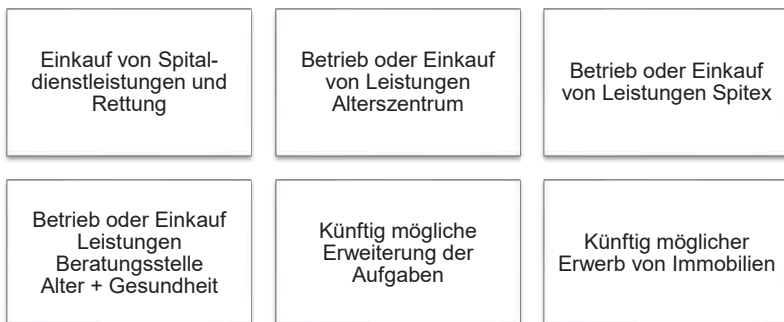 Einkauf von Spital-
dienstleistungen und
Rettung
Betrieb oder Einkauf
von Leistungen
Alterszentrum
Betrieb oder Einkauf
von Leistungen Spitex
Betrieb oder Einkauf
Leistungen
Beratungsstelle
Alter + Gesundheit
Künftig mögliche
Erweiterung der
Aufgaben
Künftig möglicher
Erwerb von Immobilien